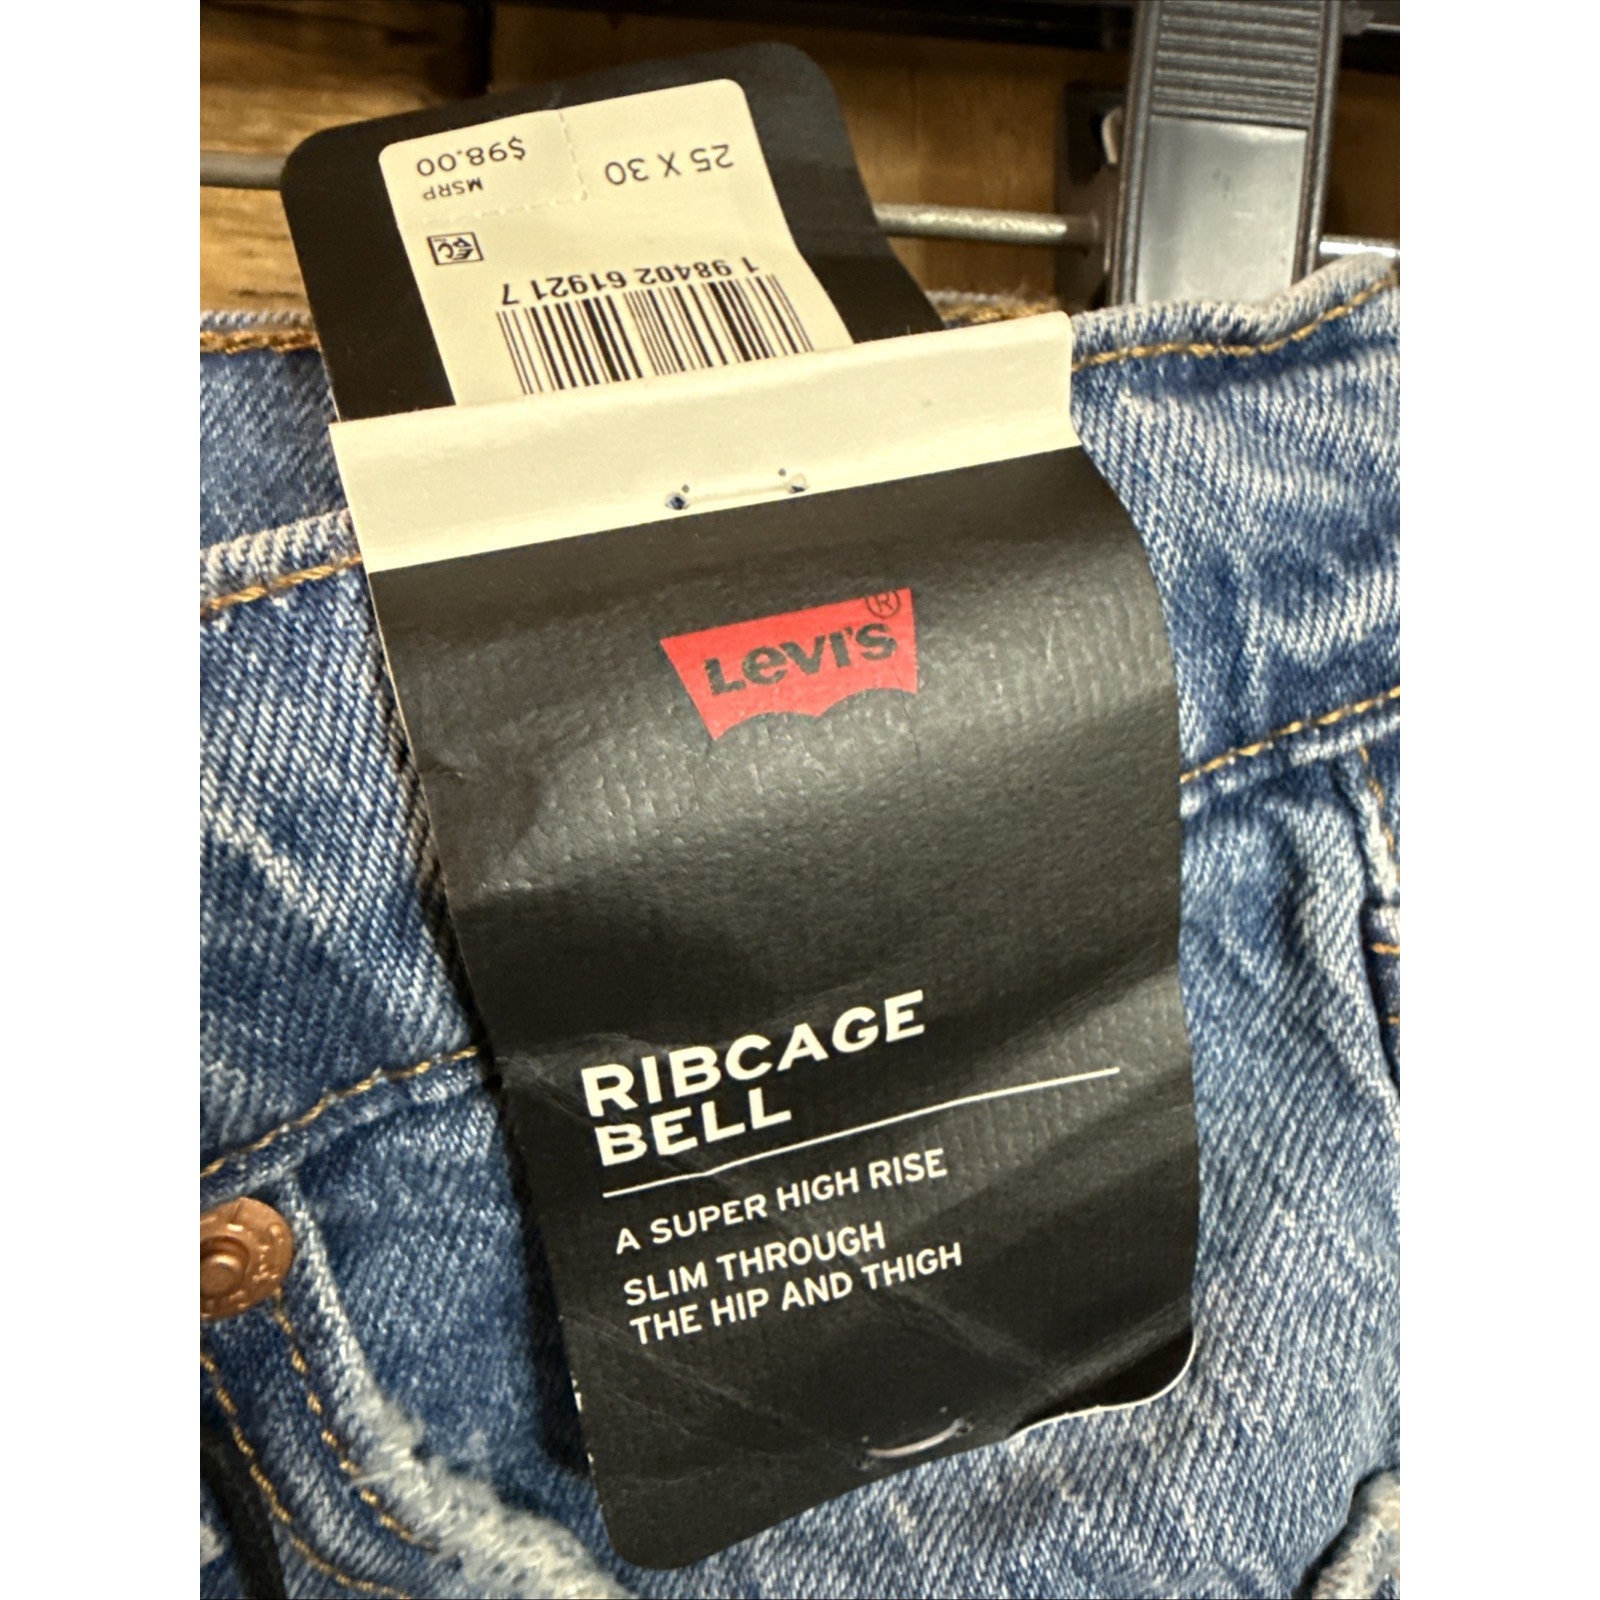 25 X 30
MSRP
$98.00
1 98402 61921 7
Levi's®
RIBCAGE
BELL
A SUPER HIGH RISE
SLIM THROUGH
THE HIP AND THIGH